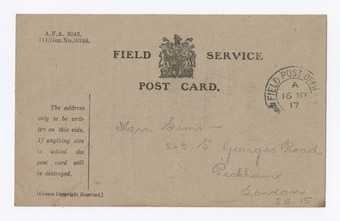 A.F.A. 2042.
114/Gen.No./5248.
FIELD SERVICE
POST CARD.
FIELD POST OFFICE
A
16 MY
17
The address
only to be writ-
ten on this side.
If anything else
is added the
post card will
be destroyed.
[Crown Copyright Reserved.]
Mrs.
St Georges Road
Peckham
London
S.E. 15